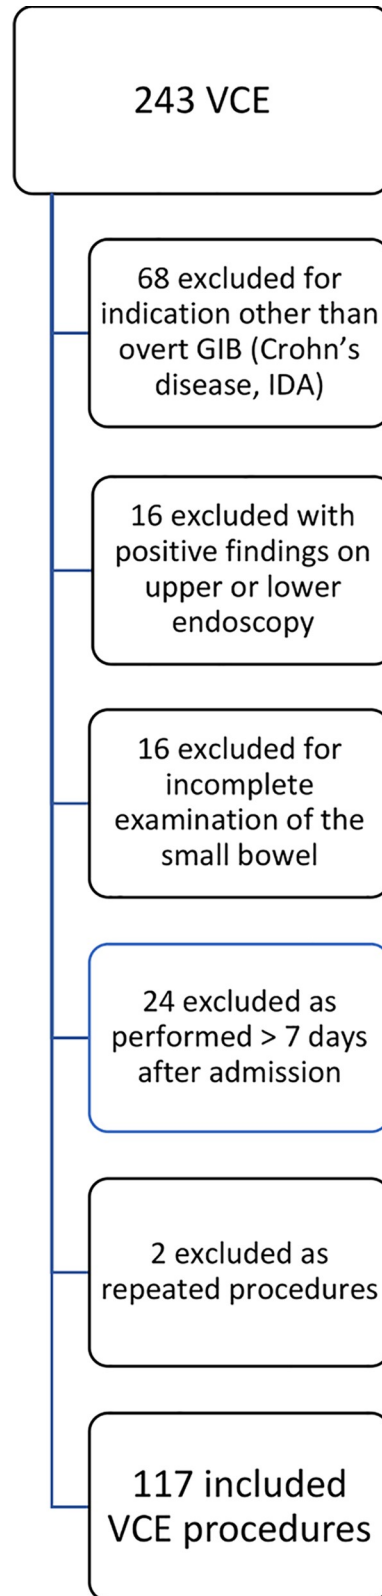 243 VCE
68 excluded for
indication other than
overt GIB (Crohn’s
disease, IDA)
16 excluded with
positive findings on
upper or lower
endoscopy
16 excluded for
incomplete
examination of the
small bowel
24 excluded as
performed > 7 days
after admission
2 excluded as
repeated procedures
117 included
VCE procedures